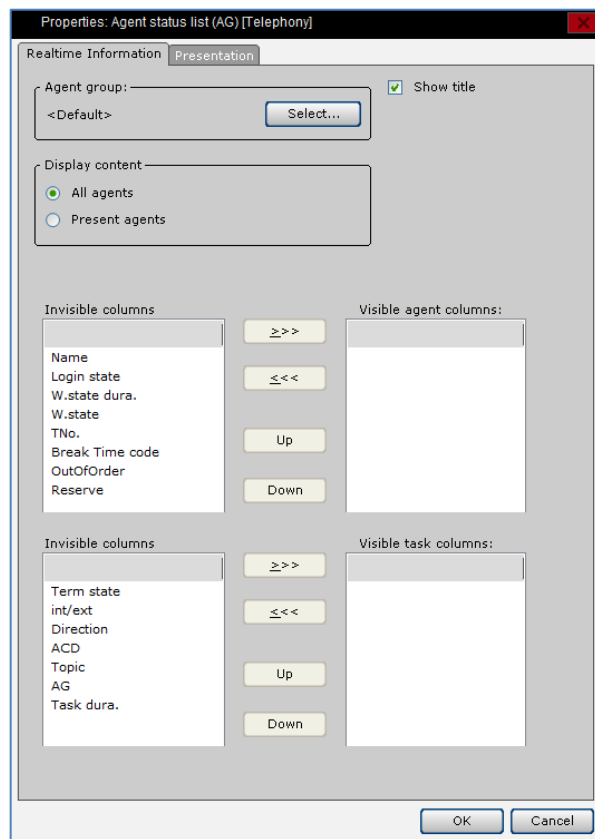 Properties: Agent status list (AG) [Telephony]
Realtime Information
Presentation
Agent group:
<Default>
Select...
Show title
Display content
All agents
Present agents
Invisible columns
Visible agent columns:
Name
Login state
W.state dura.
W.state
TNo.
Break Time code
OutOfOrder
Reserve
>>>
<<<
Up
Down
Invisible columns
Visible task columns:
Term state
int/ext
Direction
ACD
Topic
AG
Task dura.
>>>
<<<
Up
Down
OK
Cancel